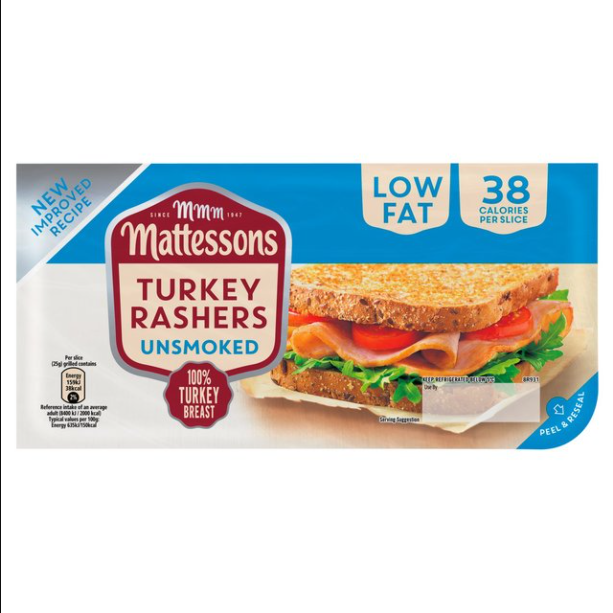 NEW
IMPROVED
RECIPE
mmm
SINCE 1947
Mattessons
TURKEY
RASHERS
UNSMOKED
100%
TURKEY
BREAST
LOW
FAT
38
CALORIES
PER SLICE
Per slice
(25g) grilled contains
Energy
159kJ
38kcal
2%
Reference intake of an average
adult (8400 kJ / 2000 kcal)
Typical values per 100g:
Energy 635kJ/150kcal
KEEP REFRIGERATED BELOW 5°C
Use By
Serving Suggestion
PEEL & RESEAL